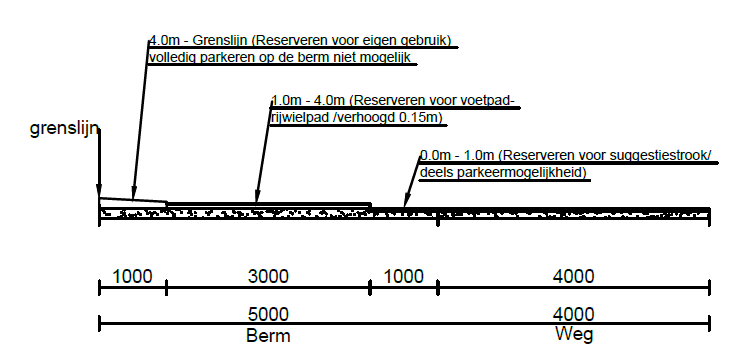 4.0m - Grenslijn (Reserveren voor eigen gebruik)
volledig parkeren op de berm niet mogelijk
1.0m - 4.0m (Reserveren voor voetpad-
rijwielpad /verhoogd 0.15m)
grenslijn
0.0m - 1.0m (Reserveren voor suggestiestrook/
deels parkeermogelijkheid)
1000 3000 1000 4000
5000 4000
Berm Weg